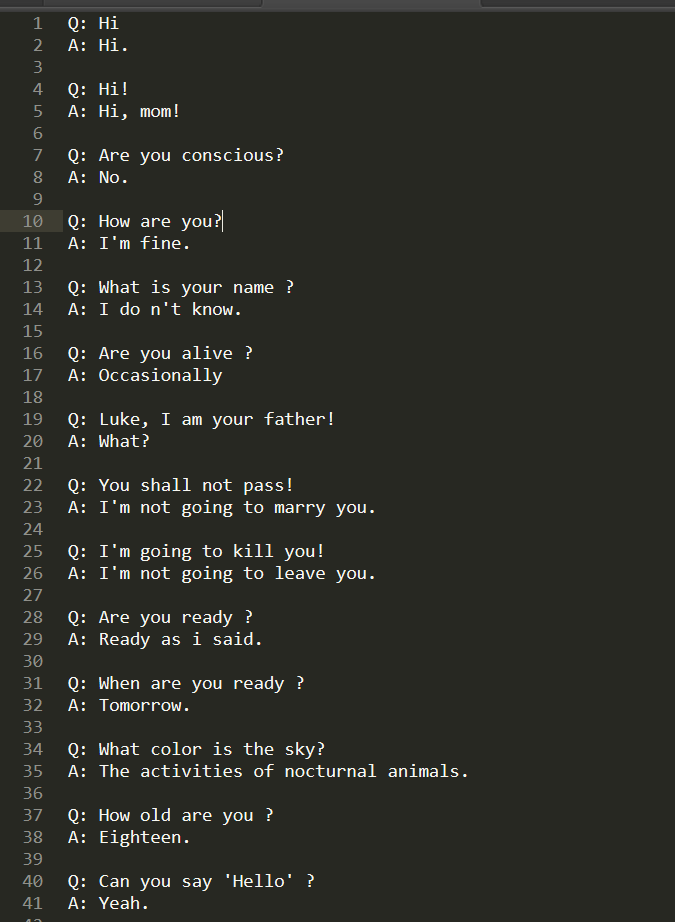 1 Q: Hi
2 A: Hi.
3
4 Q: Hi!
5 A: Hi, mom!
6
7 Q: Are you conscious?
8 A: No.
9
10 Q: How are you?
11 A: I'm fine.
12
13 Q: What is your name ?
14 A: I do n't know.
15
16 Q: Are you alive ?
17 A: Occasionally
18
19 Q: Luke, I am your father!
20 A: What?
21
22 Q: You shall not pass!
23 A: I'm not going to marry you.
24
25 Q: I'm going to kill you!
26 A: I'm not going to leave you.
27
28 Q: Are you ready ?
29 A: Ready as i said.
30
31 Q: When are you ready ?
32 A: Tomorrow.
33
34 Q: What color is the sky?
35 A: The activities of nocturnal animals.
36
37 Q: How old are you ?
38 A: Eighteen.
39
40 Q: Can you say 'Hello' ?
41 A: Yeah.